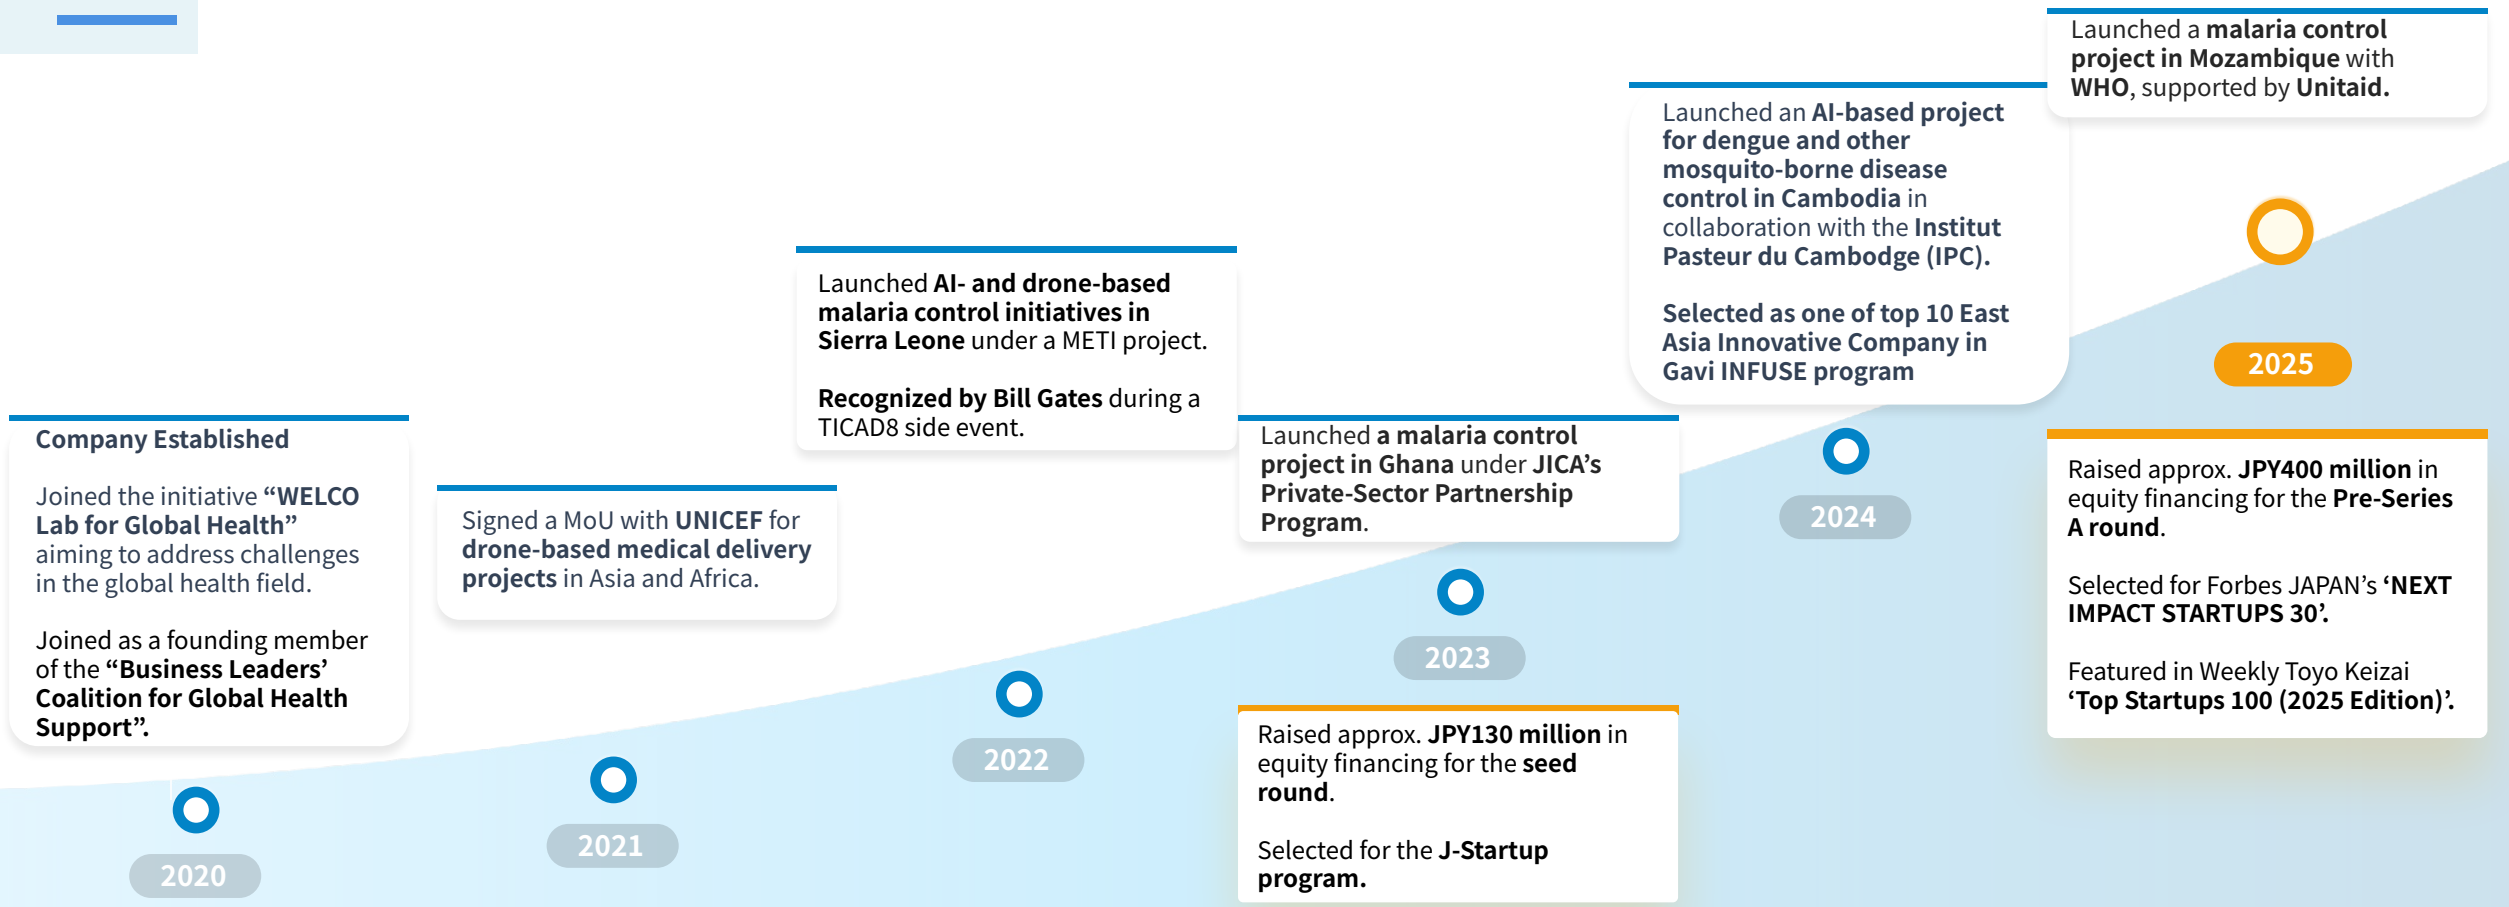 Company Established
Joined the initiative “WELCO
Lab for Global Health”
aiming to address challenges
in the global health field.
Joined as a founding member
of the “Business Leaders’
Coalition for Global Health
Support”.
2020
Signed a MoU with UNICEF for
drone-based medical delivery
projects in Asia and Africa.
2021
Launched AI- and drone-based
malaria control initiatives in
Sierra Leone under a METI project.
Recognized by Bill Gates during a
TICAD8 side event.
2022
Launched a malaria control
project in Ghana under JICA’s
Private-Sector Partnership
Program.
2023
Raised approx. JPY130 million in
equity financing for the seed
round.
Selected for the J-Startup
program.
Launched an AI-based project
for dengue and other
mosquito-borne disease
control in Cambodia in
collaboration with the Institut
Pasteur du Cambodge (IPC).
Selected as one of top 10 East
Asia Innovative Company in
Gavi INFUSE program
2024
Launched a malaria control
project in Mozambique with
WHO, supported by Unitaid.
2025
Raised approx. JPY400 million in
equity financing for the Pre-Series
A round.
Selected for Forbes JAPAN’s ‘NEXT
IMPACT STARTUPS 30’.
Featured in Weekly Toyo Keizai
‘Top Startups 100 (2025 Edition)’.